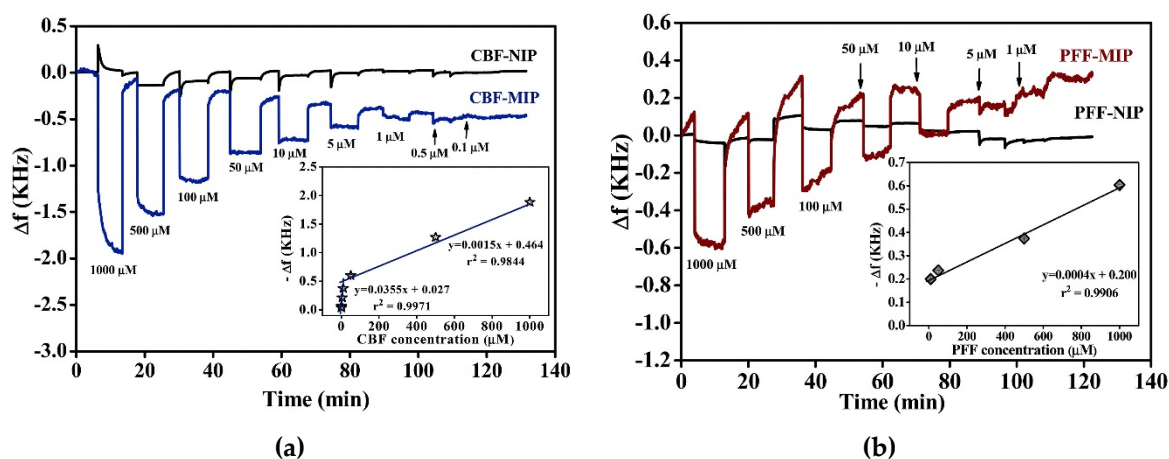 0.5
0.0
-0.5
-1.0
-1.5
-2.0
-2.5
-3.0
Δf (KHz)
CBF-NIP
CBF-MIP
1000 μM
500 μM
100 μM
50 μM
10 μM
5 μM
1 μM
0.5 μM
0.1 μM
2.5
2.0
1.5
1.0
0.5
0.0
- Δf (KHz)
y=0.0015x + 0.464
r² = 0.9844
y=0.0355x + 0.027
r² = 0.9971
0 200 400 600 800 1000
CBF concentration (μM)
0 20 40 60 80 100 120 140
Time (min)
(a)
0.6
0.4
0.2
0.0
-0.2
-0.4
-0.6
-0.8
-1.0
-1.2
Δf (KHz)
50 μM
10 μM
5 μM
1 μM
PFF-MIP
PFF-NIP
1000 μM
500 μM
100 μM
0.8
0.7
0.6
0.4
0.3
0.2
0.0
- Δf (KHz)
y=0.0004x + 0.200
r² = 0.9906
0 200 400 600 800 1000
PFF concentration (μM)
0 20 40 60 80 100 120 140
Time (min)
(b)